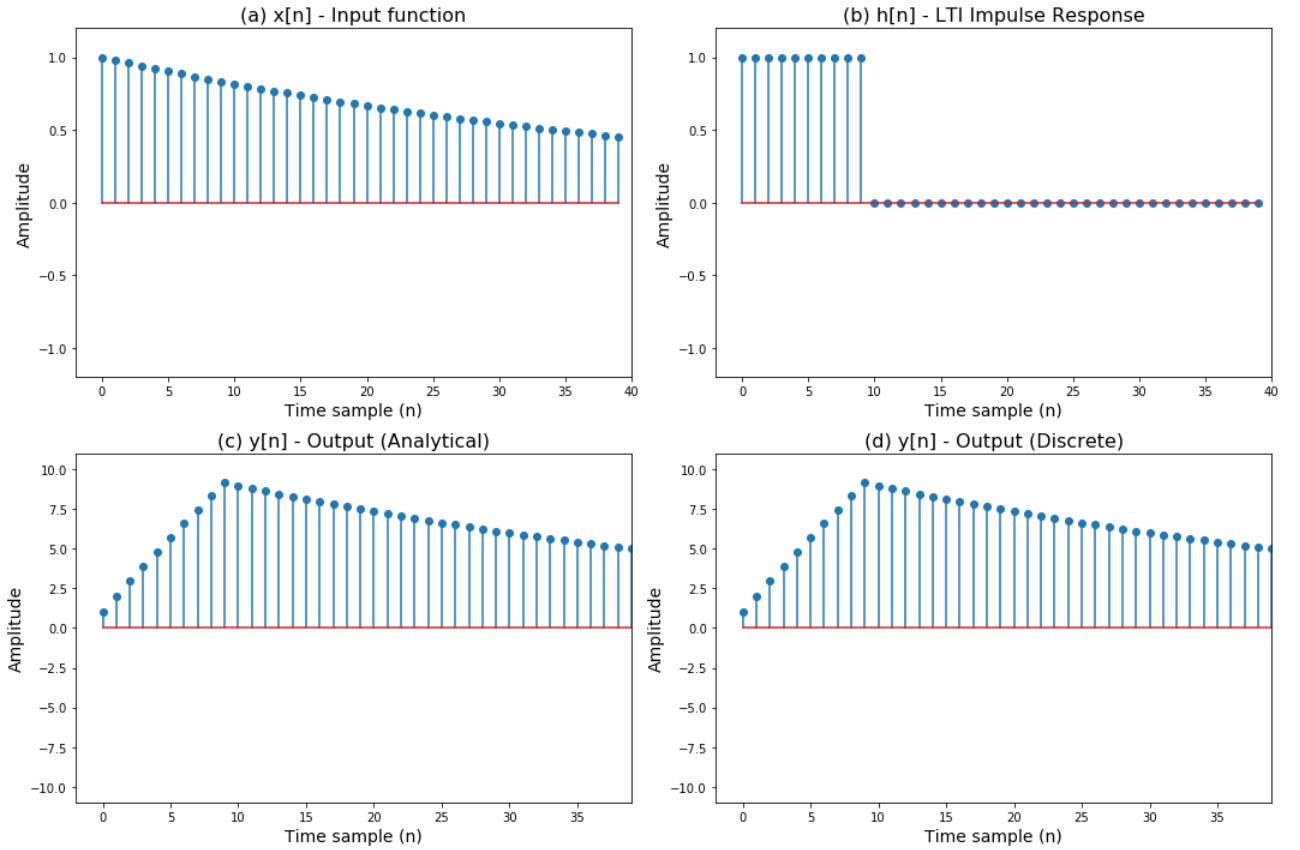 (a) x[n] - Input function
1.0
0.5
0.0
−0.5
−1.0
Amplitude
0 5 10 15 20 25 30 35 40
Time sample (n)
(b) h[n] - LTI Impulse Response
1.0
0.5
0.0
−0.5
−1.0
Amplitude
0 5 10 15 20 25 30 35 40
Time sample (n)
(c) y[n] - Output (Analytical)
10.0
7.5
5.0
2.5
0.0
−2.5
−5.0
−7.5
−10.0
Amplitude
0 5 10 15 20 25 30 35
Time sample (n)
(d) y[n] - Output (Discrete)
10.0
7.5
5.0
2.5
0.0
−2.5
−5.0
−7.5
−10.0
Amplitude
0 5 10 15 20 25 30 35
Time sample (n)